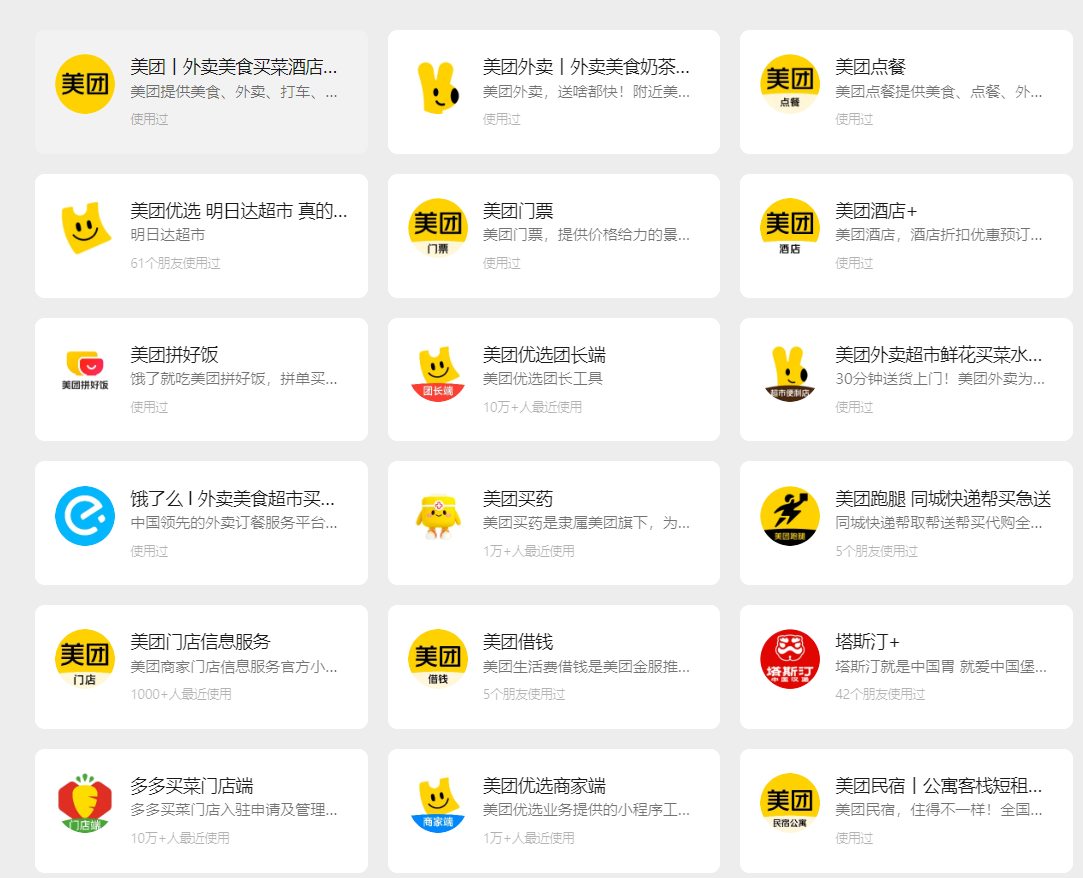 美团
美团丨外卖美食买菜酒店...
美团提供美食、外卖、打车、...
使用过
美团外卖丨外卖美食奶茶...
美团外卖，送啥都快！附近美...
使用过
美团
点餐
美团点餐
美团点餐提供美食、点餐、外...
使用过
美团优选 明日达超市 真的...
明日达超市
61个朋友使用过
美团
门票
美团门票
美团门票，提供价格给力的景...
使用过
美团
酒店
美团酒店+
美团酒店，酒店折扣优惠预订...
使用过
美团拼好饭
美团拼好饭
饿了就吃美团拼好饭，拼单买...
使用过
团长端
美团优选团长端
美团优选团长工具
10万+人最近使用
超市便利店
美团外卖超市鲜花买菜水...
30分钟送货上门！美团外卖为...
使用过
饿了么 l 外卖美食超市买...
中国领先的外卖订餐服务平台...
使用过
美团买药
美团买药是隶属美团旗下，为...
1万+人最近使用
美团跑腿
美团跑腿 同城快递帮买急送
同城快递帮取帮送帮买代购全...
5个朋友使用过
美团
门店
美团门店信息服务
美团商家门店信息服务官方小...
1000+人最近使用
美团
借钱
美团借钱
美团生活费借钱是美团金服推...
5个朋友使用过
塔斯汀
中国汉堡
塔斯汀+
塔斯汀就是中国胃 就爱中国堡...
42个朋友使用过
门店端
多多买菜门店端
多多买菜门店入驻申请及管理...
10万+人最近使用
商家端
美团优选商家端
美团优选业务提供的小程序工...
1万+人最近使用
美团
民宿公寓
美团民宿丨公寓客栈短租...
美团民宿，住得不一样！全国...
使用过